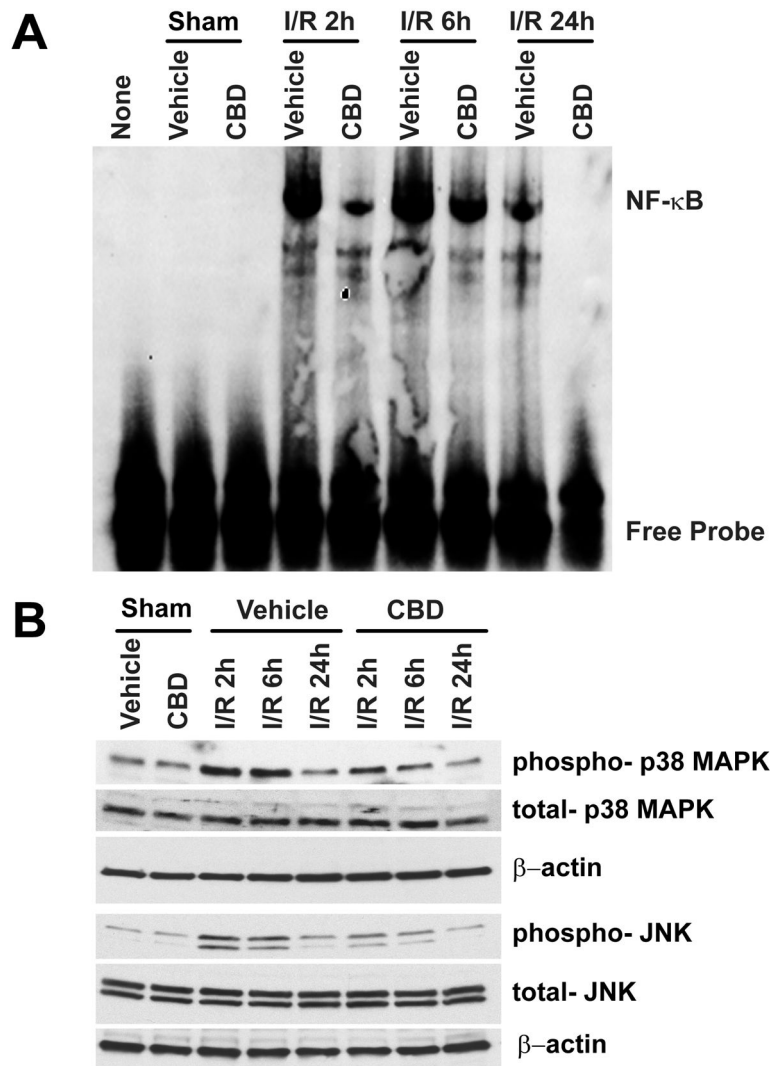 A
Sham
I/R 2h
I/R 6h
I/R 24h
None
Vehicle
CBD
Vehicle
CBD
Vehicle
CBD
Vehicle
CBD
NF-κB
Free Probe
B
Sham
Vehicle
CBD
Vehicle
CBD
I/R 2h
I/R 6h
I/R 24h
I/R 2h
I/R 6h
I/R 24h
phospho- p38 MAPK
total- p38 MAPK
β–actin
phospho- JNK
total- JNK
β–actin